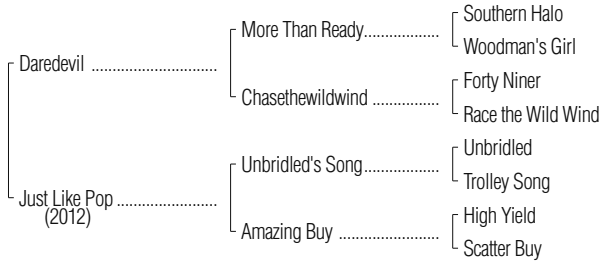 Southern Halo
More Than Ready.................
Woodman's Girl
Daredevil ..............................
Forty Niner
Chasethewildwind ................
Race the Wild Wind
Unbridled
Unbridled's Song..................
Trolley Song
Just Like Pop ........................
(2012)
High Yield
Amazing Buy ........................
Scatter Buy